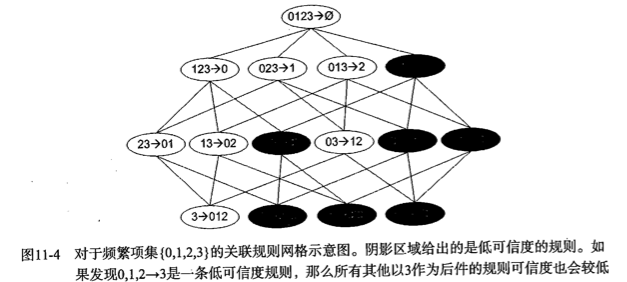 0123→Ø
123→0 023→1 013→2
23→01 13→02 03→12
3→012
图11-4 对于频繁项集{0,1,2,3}的关联规则网格示意图。阴影区域给出的是低可信度的规则。如
果发现0,1,2→3是一条低可信度规则，那么所有其他以3作为后件的规则可信度也会较低